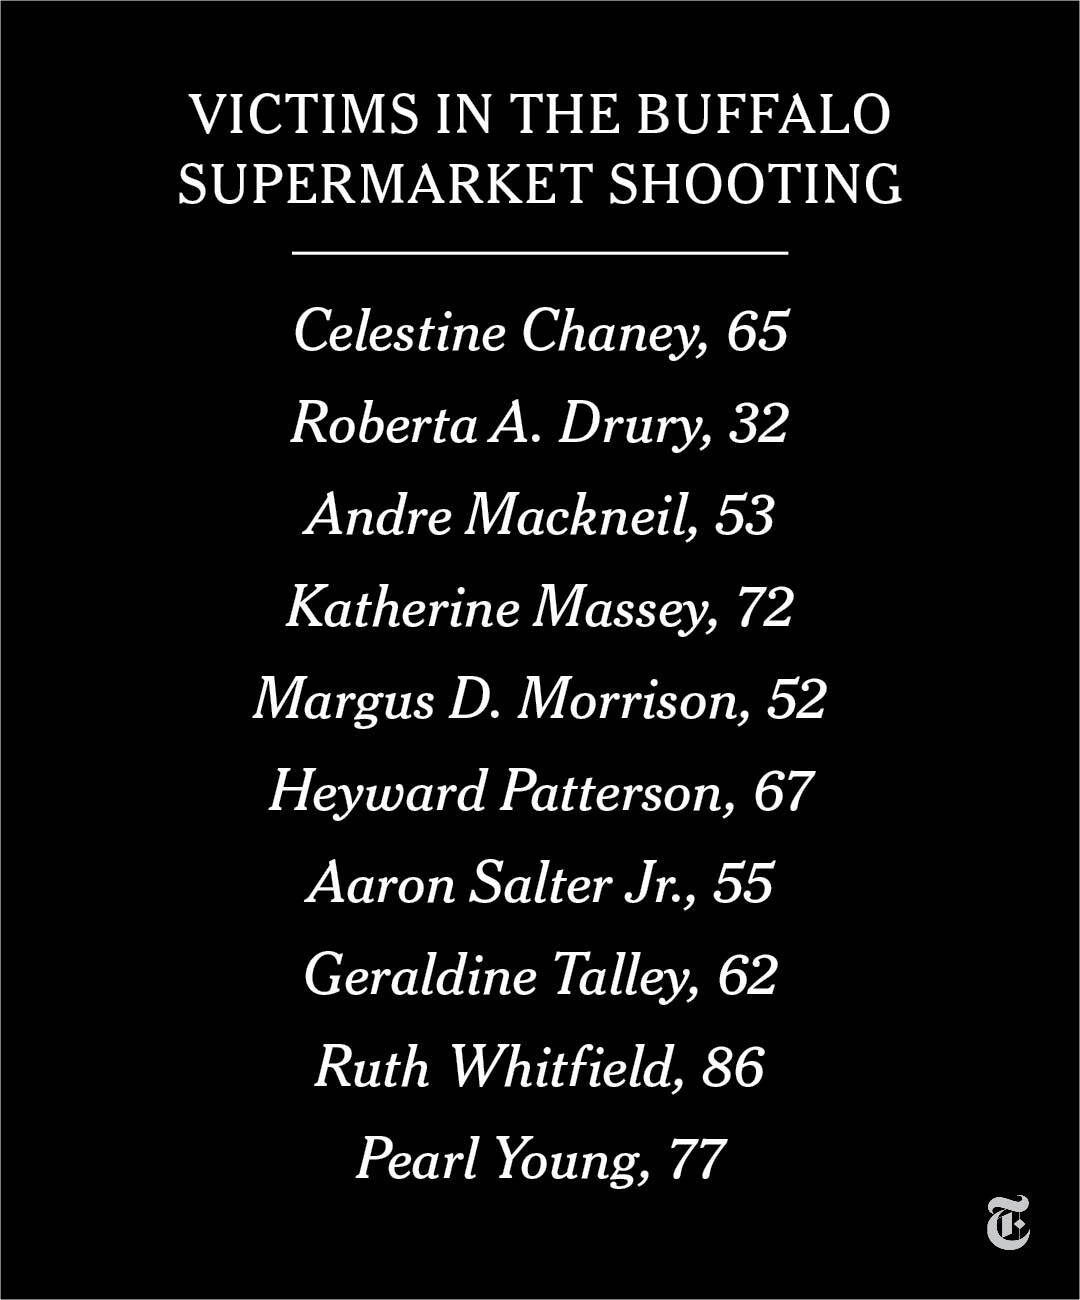 VICTIMS IN THE BUFFALO
SUPERMARKET SHOOTING
Celestine Chaney, 65
Roberta A. Drury, 32
Andre Mackneil, 53
Katherine Massey, 72
Margus D. Morrison, 52
Heyward Patterson, 67
Aaron Salter Jr., 55
Geraldine Talley, 62
Ruth Whitfield, 86
Pearl Young, 77
T